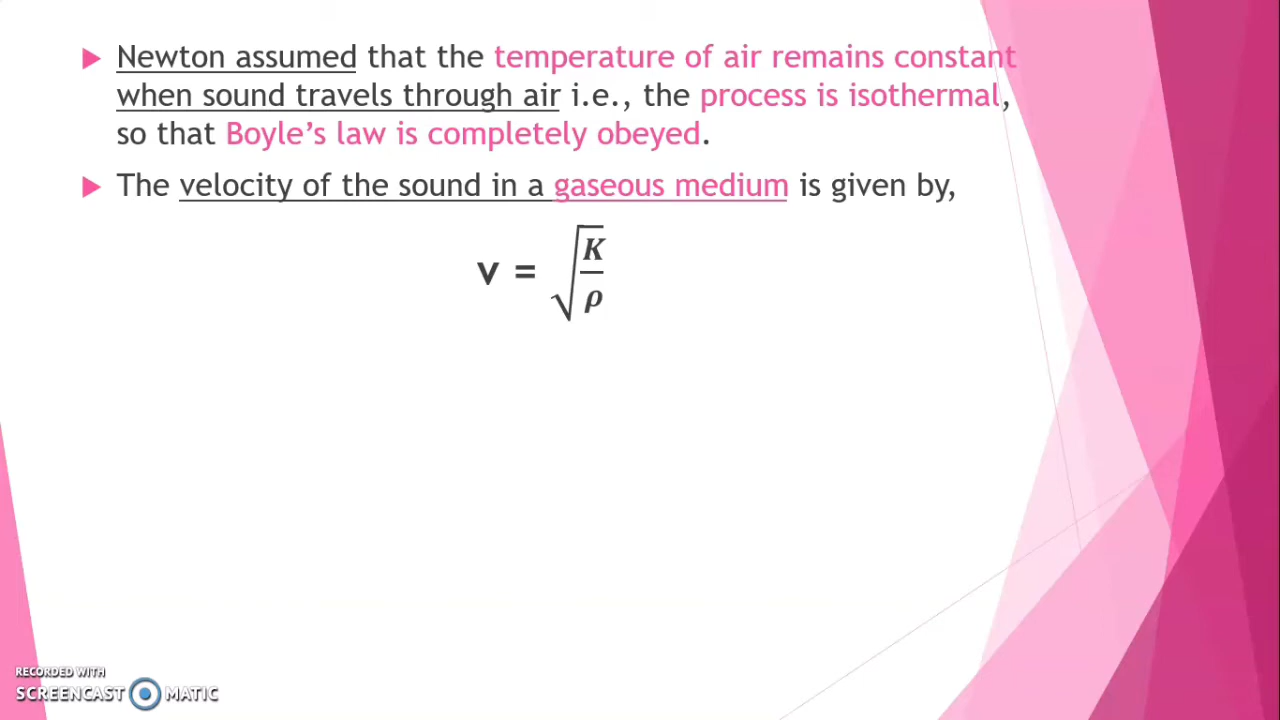 Newton assumed that the temperature of air remains constant
when sound travels through air i.e., the process is isothermal,
so that Boyle’s law is completely obeyed.
The velocity of the sound in a gaseous medium is given by,
v = √(K/ρ)
RECORDED WITH
SCREENCAST MATIC